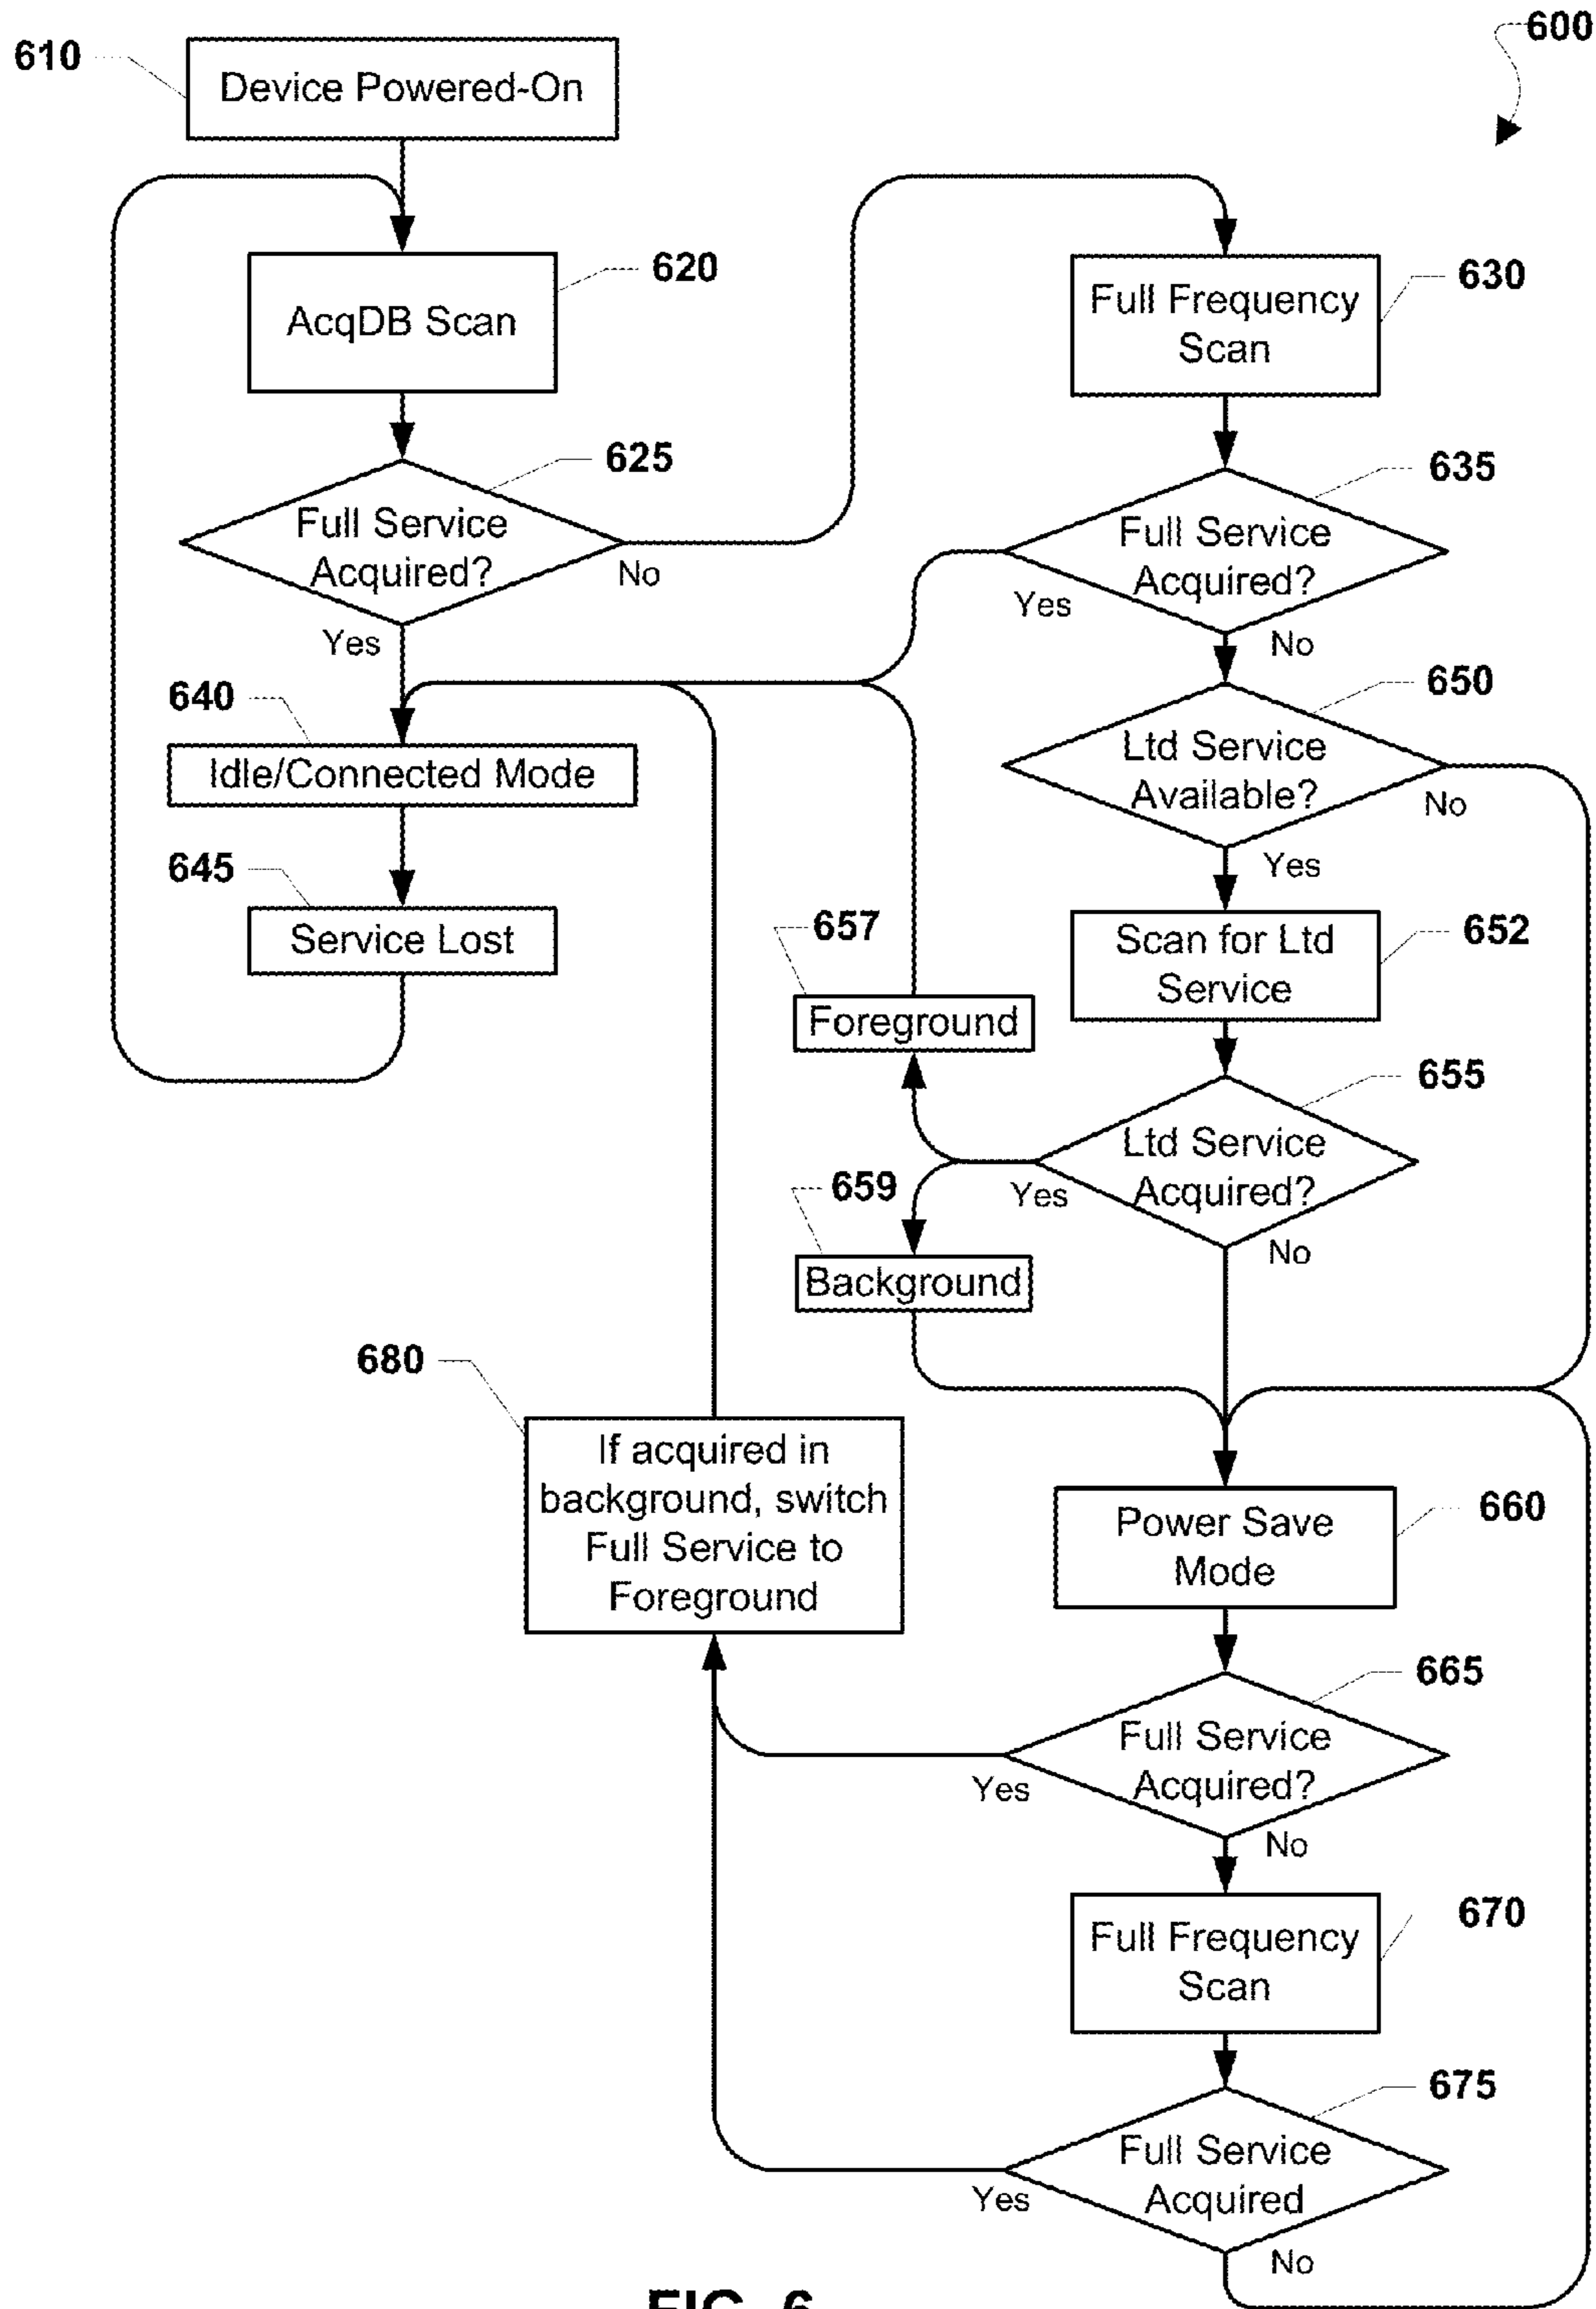 600
610
Device Powered-On
620
AcqDB Scan
630
Full Frequency
Scan
625
Full Service
Acquired?
No
Yes
635
Full Service
Acquired?
Yes
No
640
Idle/Connected Mode
645
Service Lost
650
Ltd Service
Available?
No
Yes
652
Scan for Ltd
Service
657
Foreground
655
Ltd Service
Acquired?
Yes
No
659
Background
680
If acquired in
background, switch
Full Service to
Foreground
660
Power Save
Mode
665
Full Service
Acquired?
Yes
No
670
Full Frequency
Scan
675
Full Service
Acquired
Yes
No
FIG. 6